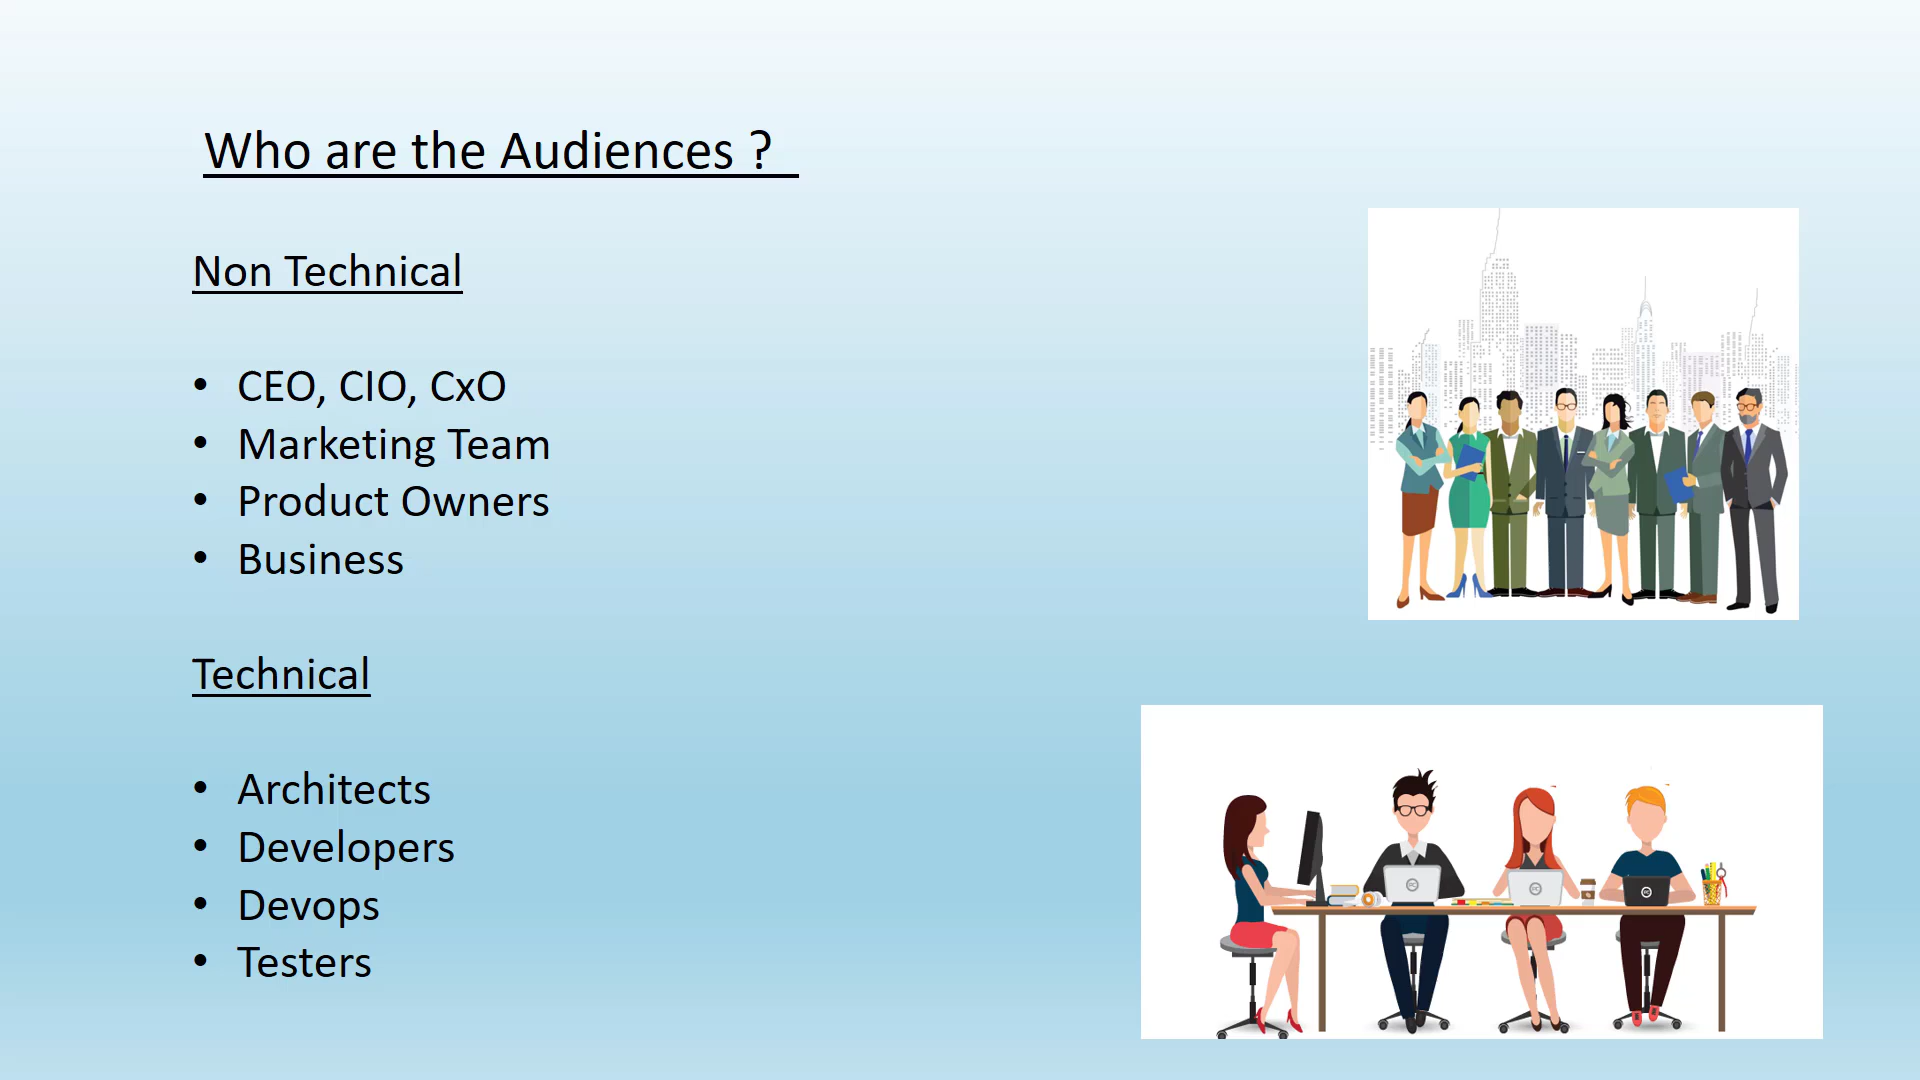 Who are the Audiences ?
Non Technical
• CEO, CIO, CxO
• Marketing Team
• Product Owners
• Business
Technical
• Architects
• Developers
• Devops
• Testers